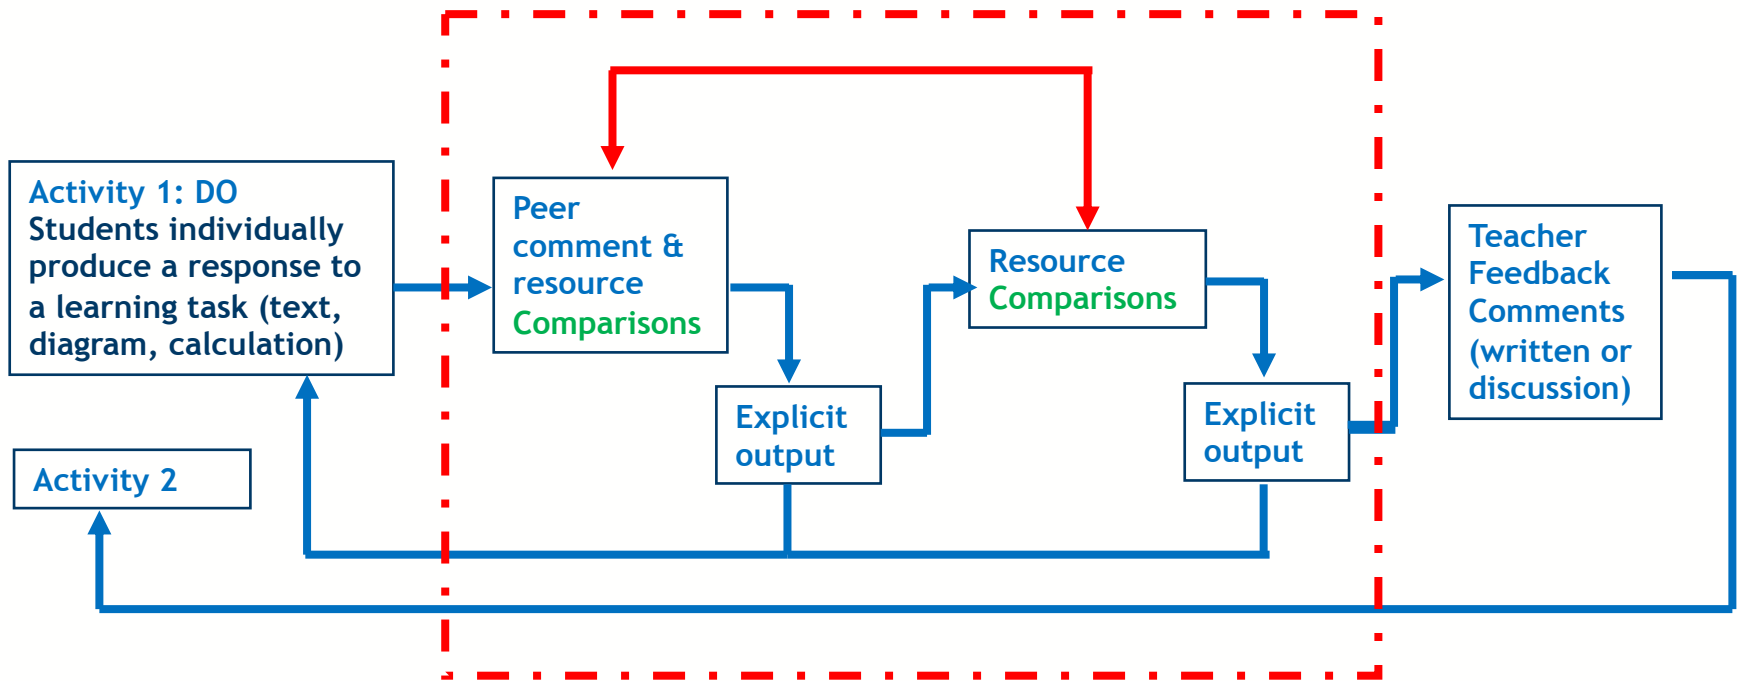 Activity 1: DO
Students individually
produce a response to
a learning task (text,
diagram, calculation)
Peer
comment &
resource
Comparisons
Explicit
output
Resource
Comparisons
Explicit
output
Teacher
Feedback
Comments
(written or
discussion)
Activity 2